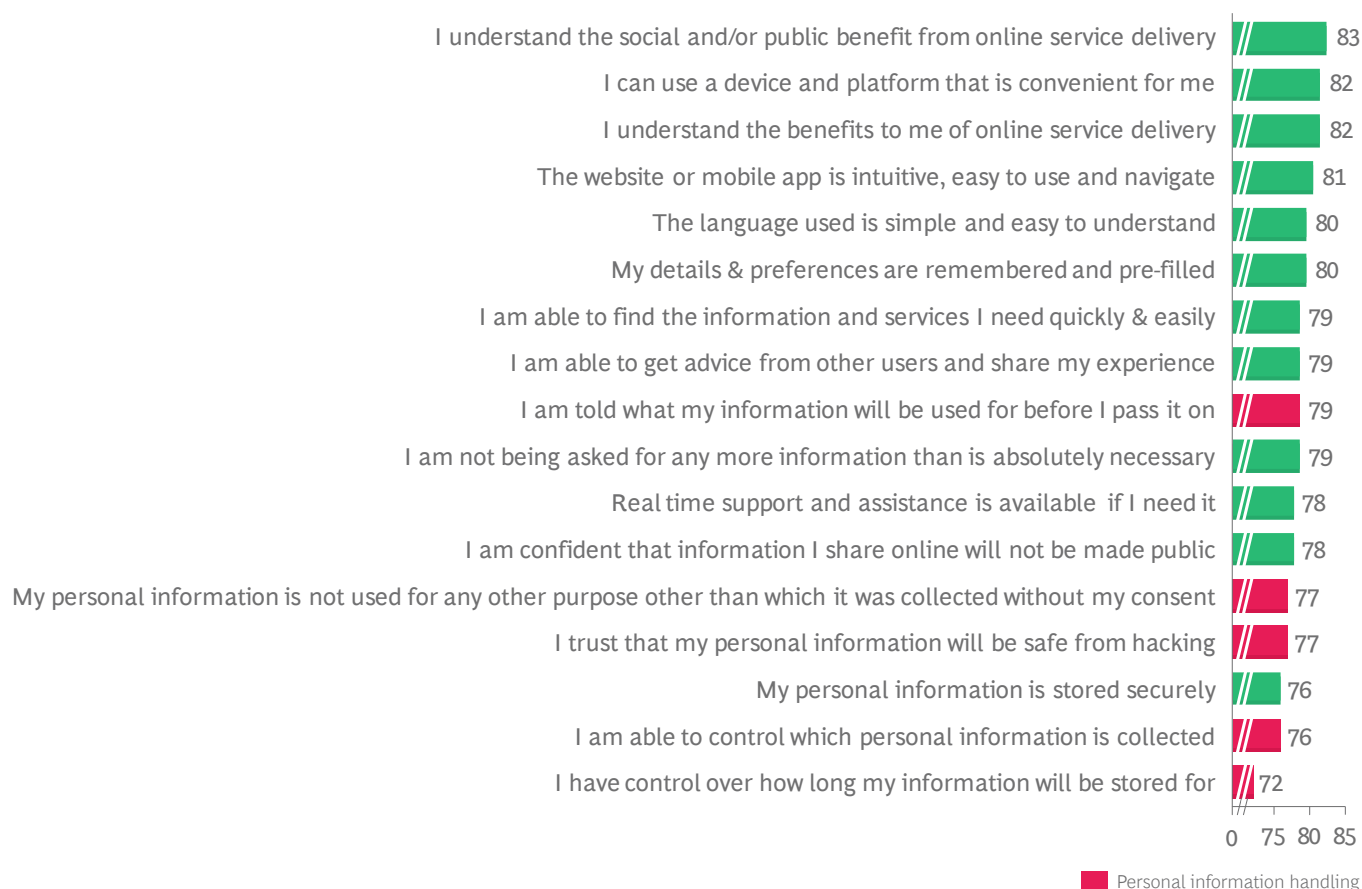 I understand the social and/or public benefit from online service delivery 83
I can use a device and platform that is convenient for me 82
I understand the benefits to me of online service delivery 82
The website or mobile app is intuitive, easy to use and navigate 81
The language used is simple and easy to understand 80
My details & preferences are remembered and pre-filled 80
I am able to find the information and services I need quickly & easily 79
I am able to get advice from other users and share my experience 79
I am told what my information will be used for before I pass it on 79
I am not being asked for any more information than is absolutely necessary 79
Real time support and assistance is available if I need it 78
I am confident that information I share online will not be made public 78
My personal information is not used for any other purpose other than which it was collected without my consent 77
I trust that my personal information will be safe from hacking 77
My personal information is stored securely 76
I am able to control which personal information is collected 76
I have control over how long my information will be stored for 72
0 75 80 85
Personal information handling